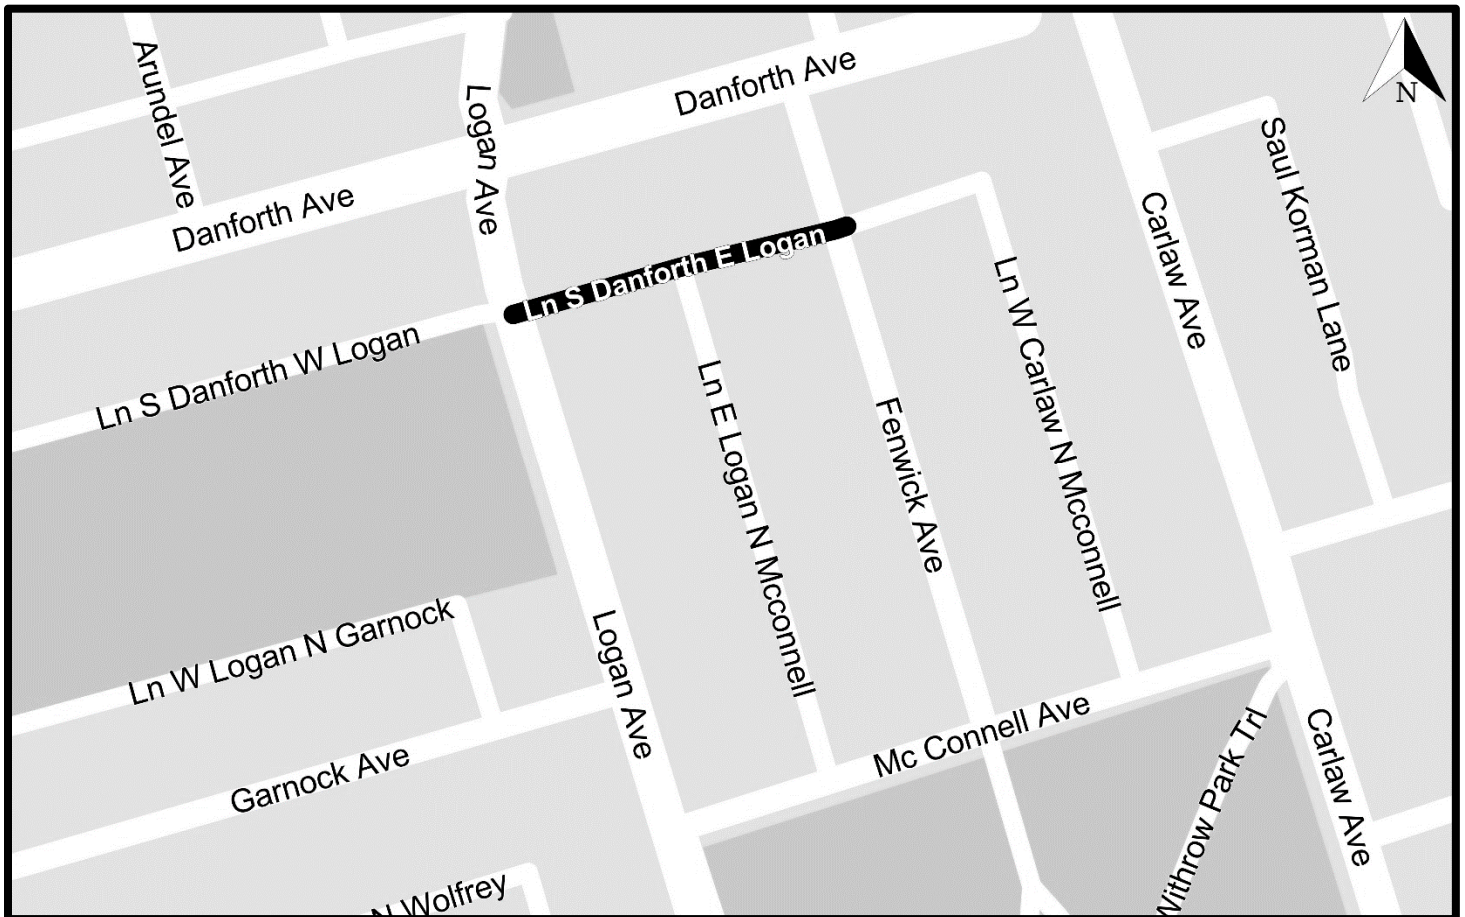 Arundel Ave
Logan Ave
Danforth Ave
Danforth Ave
N
Saul Korman Lane
Carlaw Ave
Ln S Danforth E Logan
Ln S Danforth W Logan
Ln W Carlaw N Mcconnell
Ln E Logan N Mcconnell
Fenwick Ave
Ln W Logan N Garnock
Logan Ave
Mc Connell Ave
Garnock Ave
Withrow Park Trl
Carlaw Ave
N Wolfrey